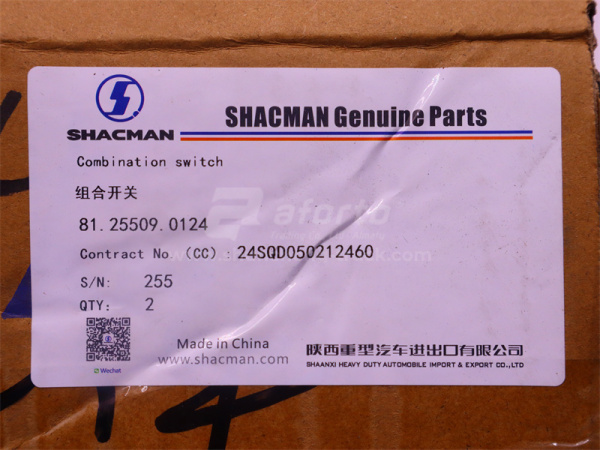 SHACMAN
SHACMAN Genuine Parts
Combination switch
组合开关
aforto
81.25509.0124
Contract No.（CC）: 24SQD050212460
S/N: 255
QTY: 2
Wechat
Made in China
www.shacman.com
陕西重型汽车进出口有限公司
SHAANXI HEAVY DUTY AUTOMOBILE IMPORT & EXPORT CO.,LTD